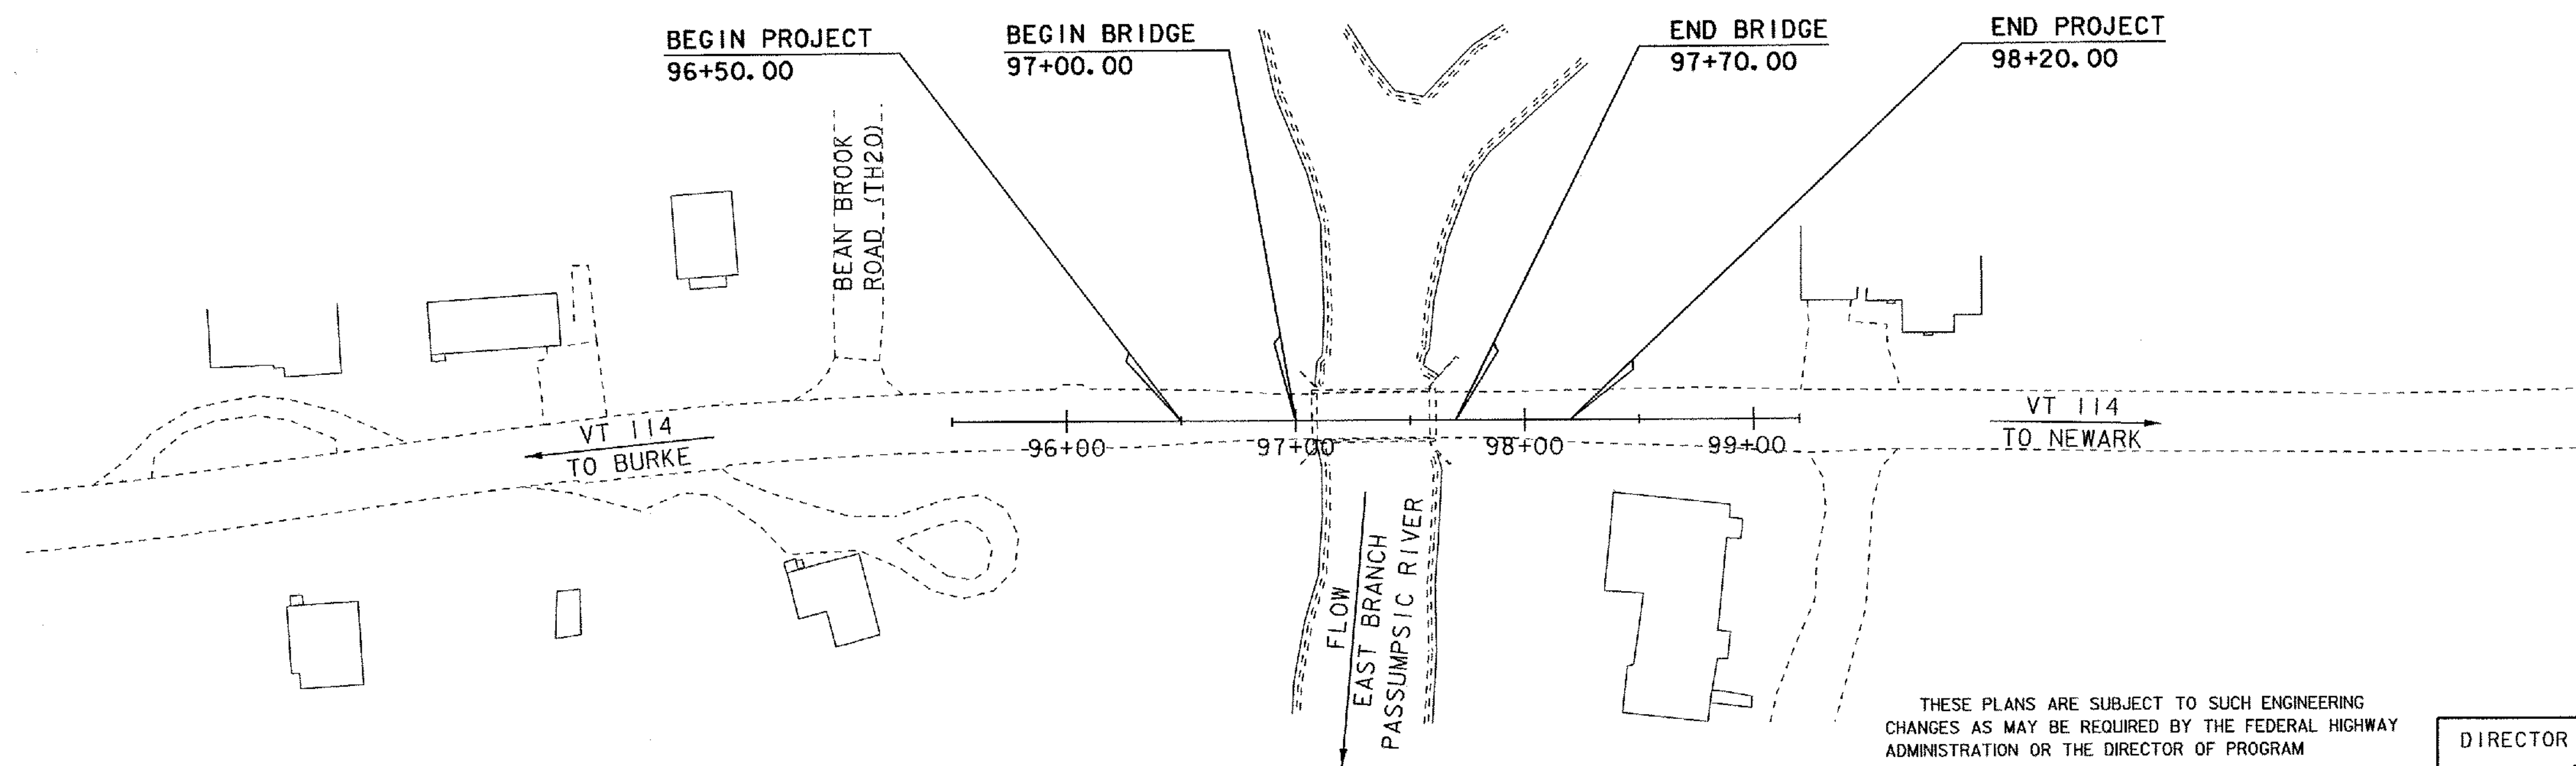 BEGIN PROJECT
96+50.00
BEGIN BRIDGE
97+00.00
END BRIDGE
97+70.00
END PROJECT
98+20.00
BEAN BROOK
ROAD (TH20)
VT 114
TO BURKE
96+00
97+00
98+00
99+00
VT 114
TO NEWARK
FLOW
EAST BRANCH
PASSUMPSIC RIVER
THESE PLANS ARE SUBJECT TO SUCH ENGINEERING
CHANGES AS MAY BE REQUIRED BY THE FEDERAL HIGHWAY
ADMINISTRATION OR THE DIRECTOR OF PROGRAM
DIRECTOR